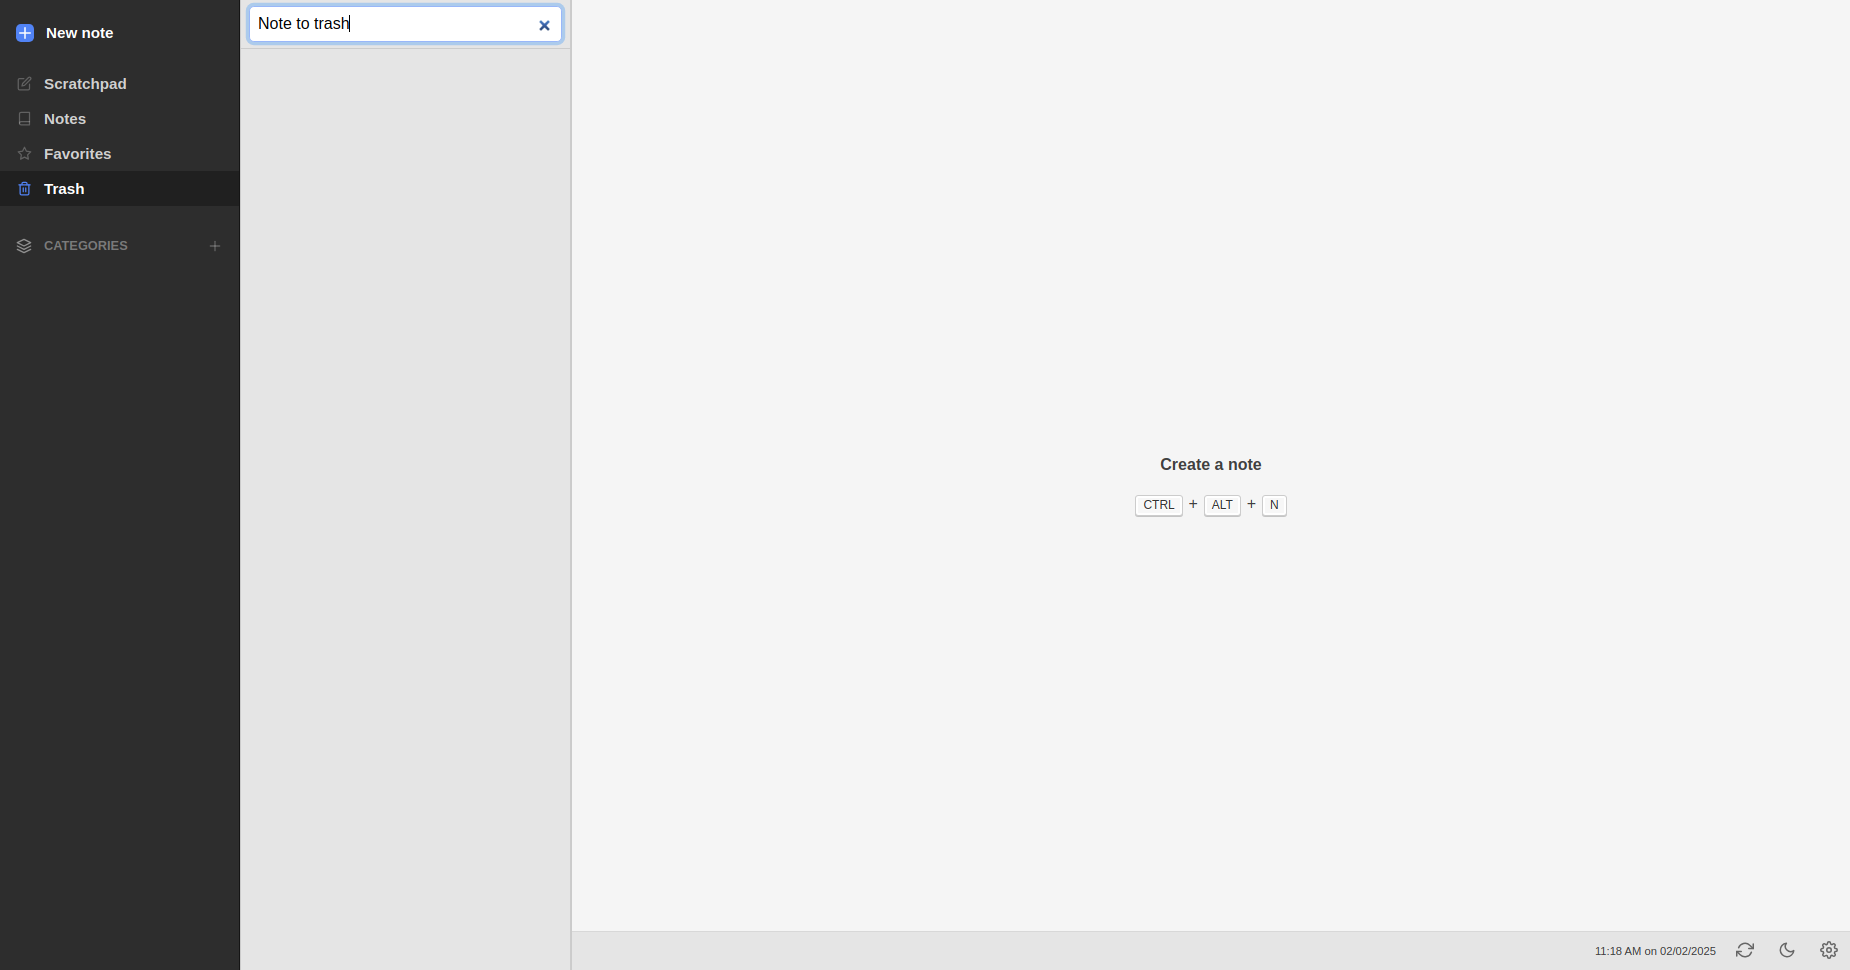 New note
Scratchpad
Notes
Favorites
Trash
CATEGORIES
Note to trash
Create a note
CTRL + ALT + N
11:18 AM on 02/02/2025